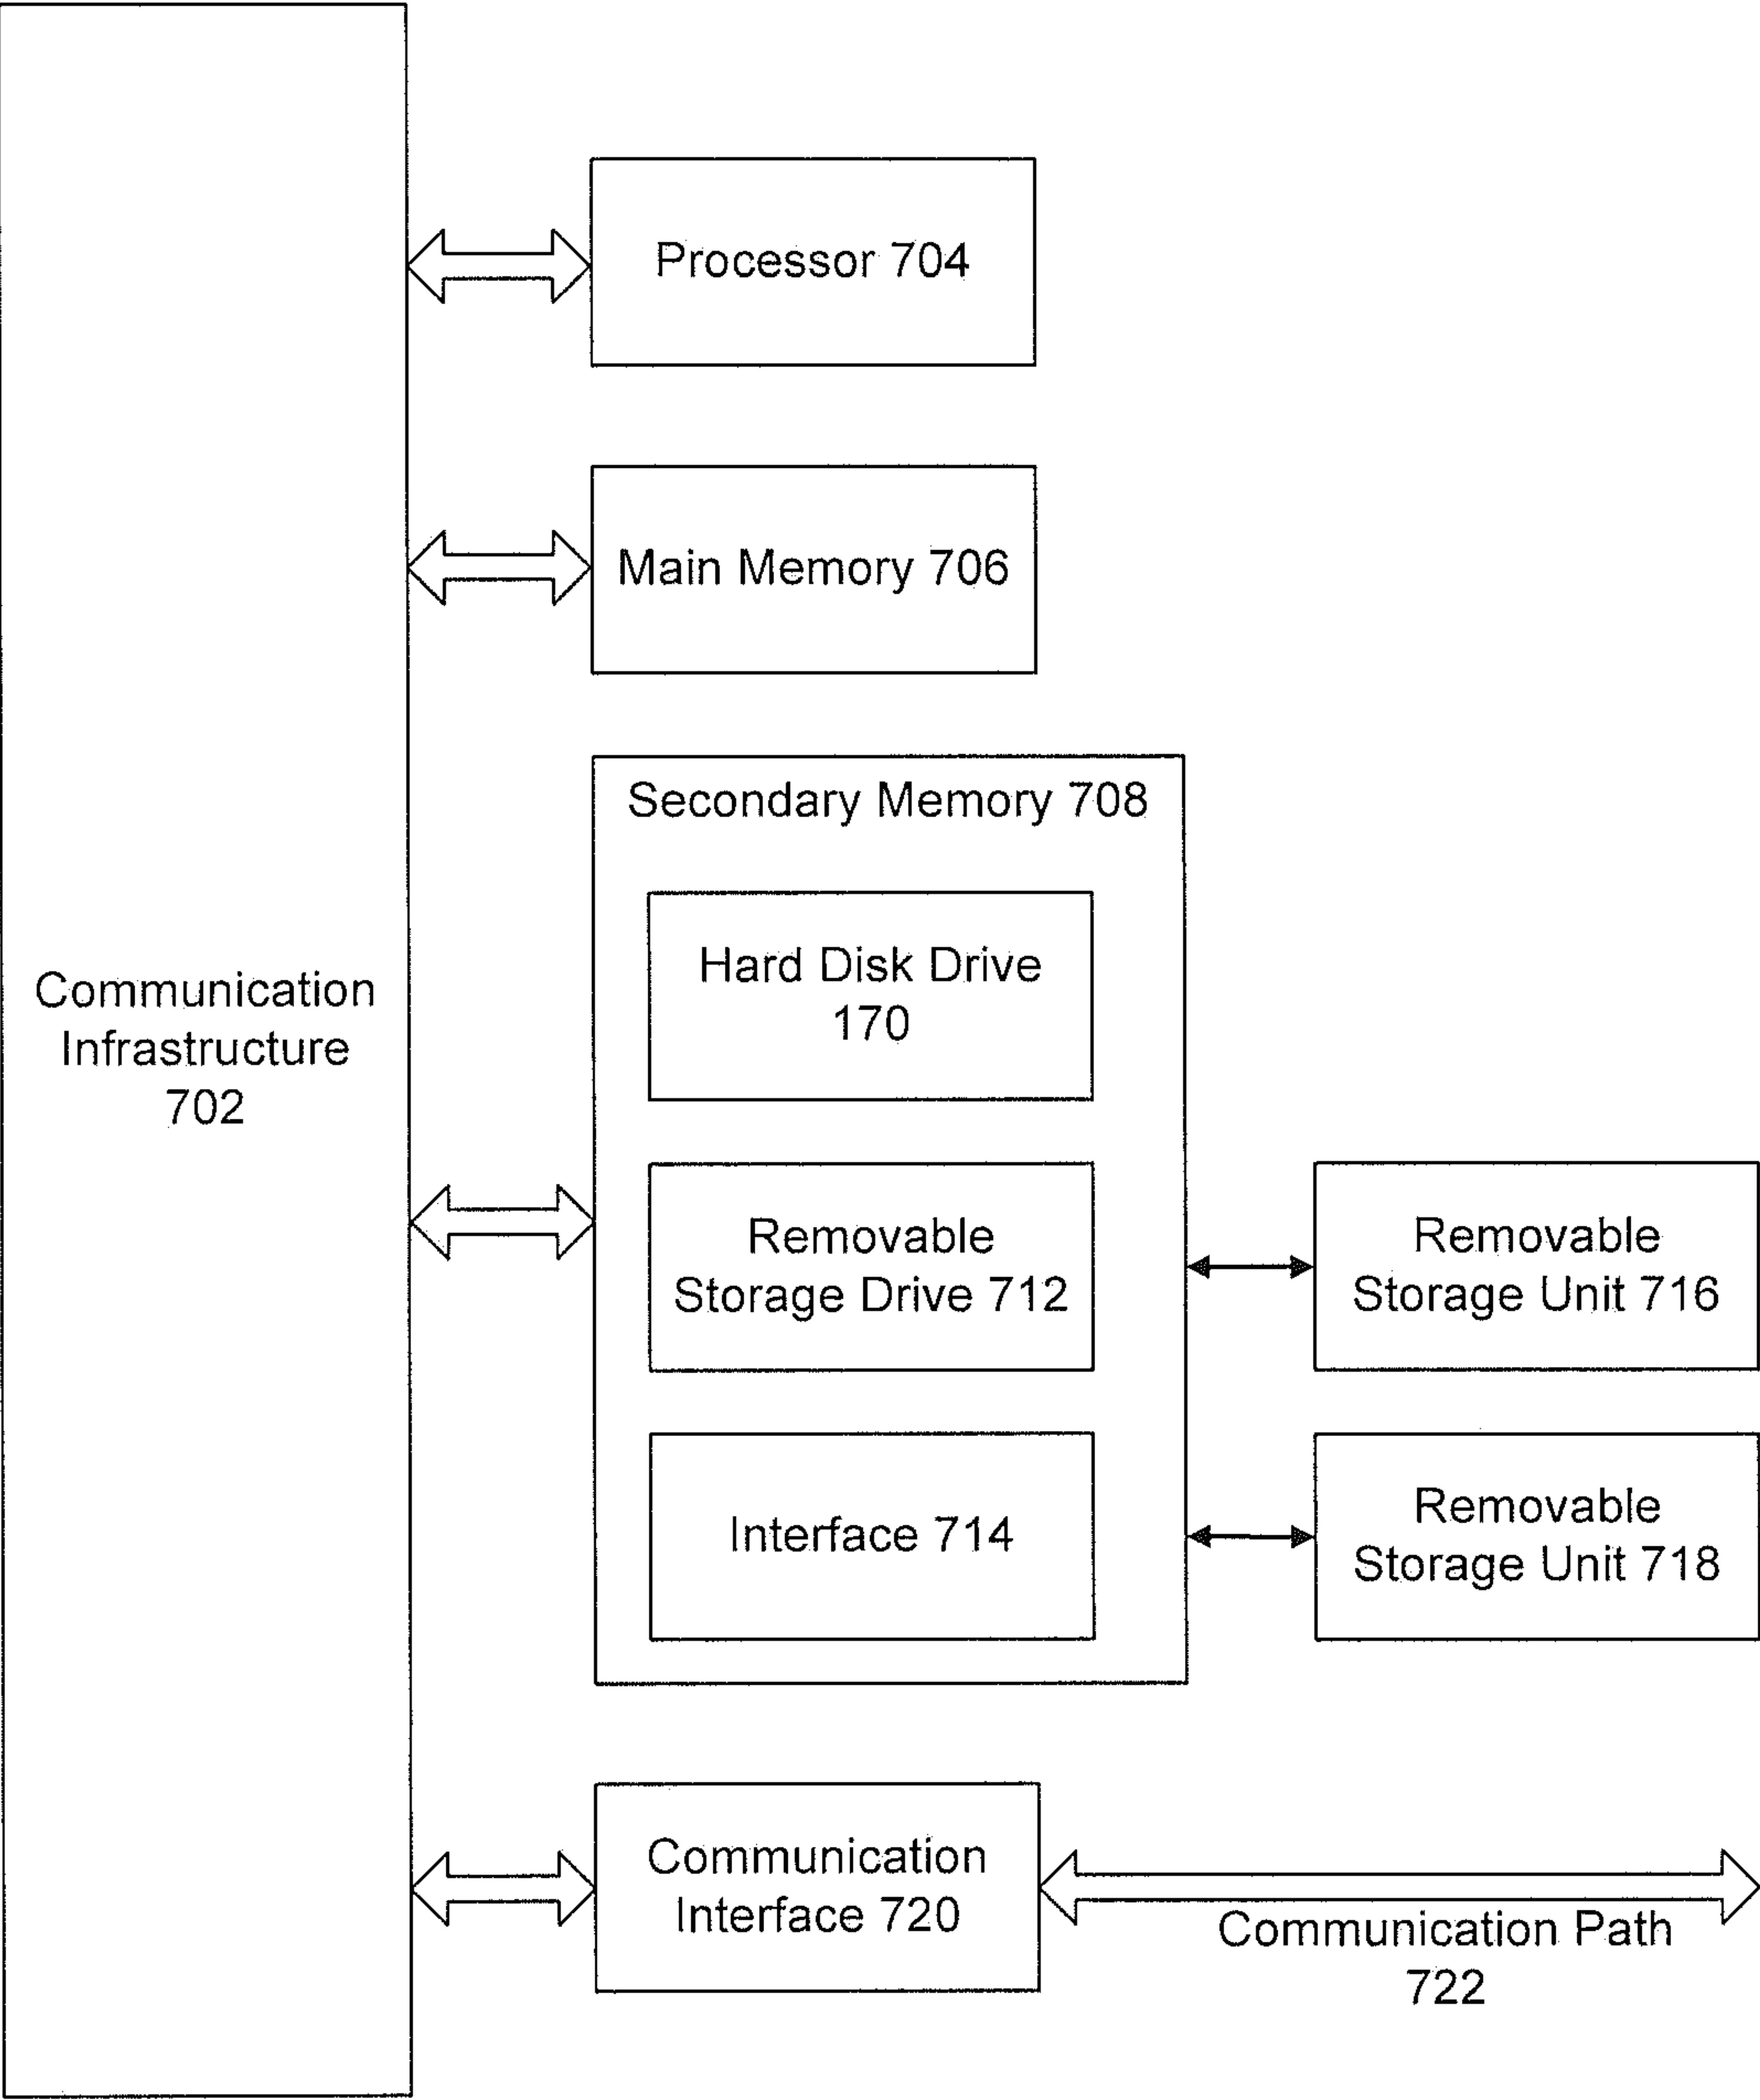 Processor 704
Main Memory 706
Secondary Memory 708
Hard Disk Drive
170
Communication
Infrastructure
702
Removable
Storage Drive 712
Removable
Storage Unit 716
Interface 714
Removable
Storage Unit 718
Communication
Interface 720
Communication Path
722